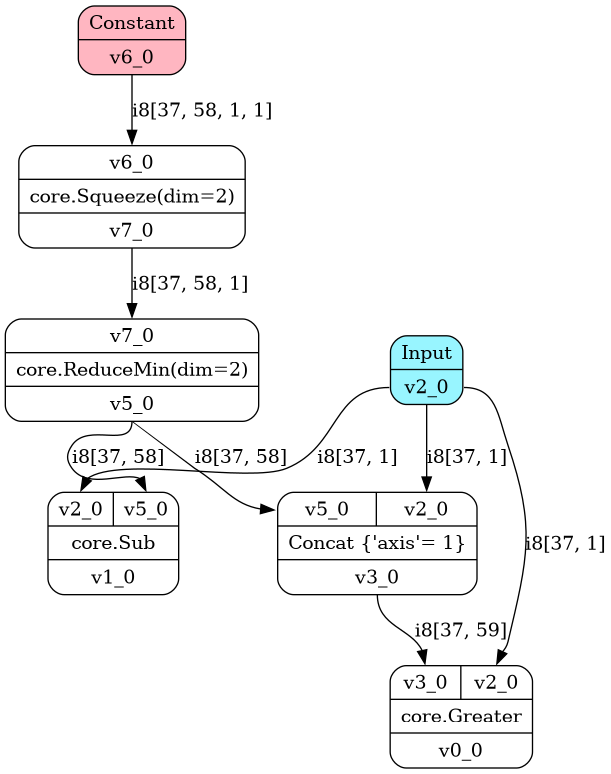 Constant
v6_0
i8[37, 58, 1, 1]
v6_0
core.Squeeze(dim=2)
v7_0
i8[37, 58, 1]
v7_0
core.ReduceMin(dim=2)
v5_0
Input
v2_0
i8[37, 58]
i8[37, 58]
i8[37, 1]
i8[37, 1]
v2_0 v5_0
core.Sub
v1_0
v5_0 v2_0
Concat {'axis'= 1}
v3_0
i8[37, 1]
i8[37, 59]
v3_0 v2_0
core.Greater
v0_0